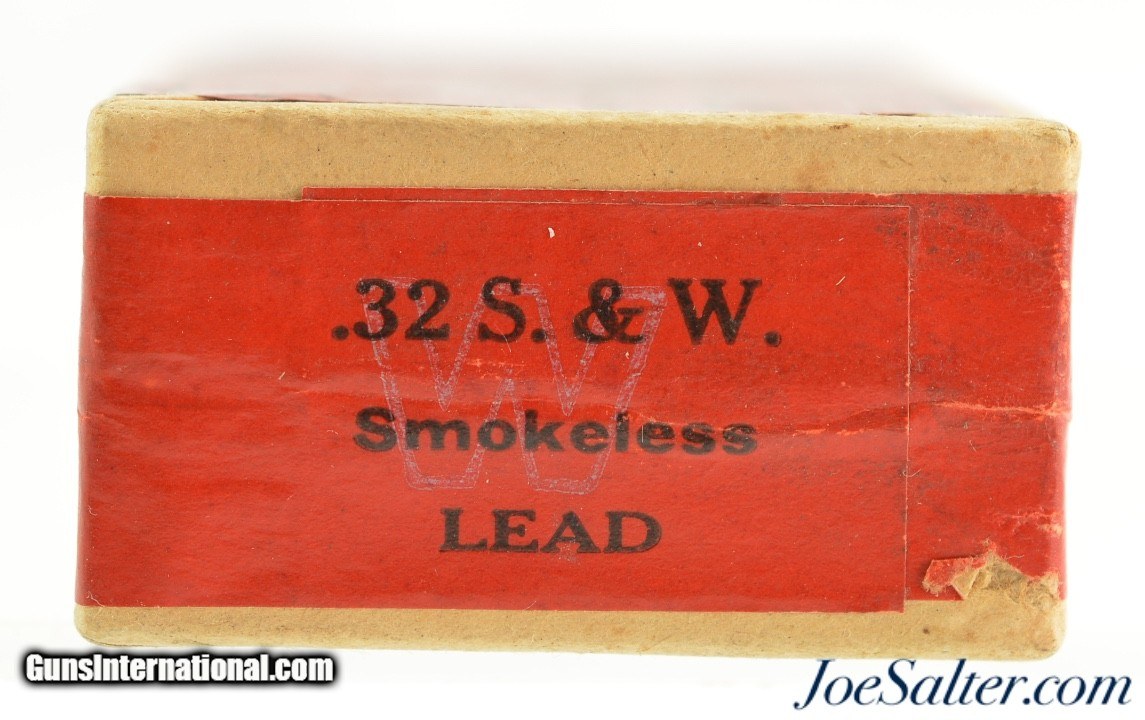 .32 S. & W.
W
Smokeless
LEAD
GunsInternational.com
JoeSalter.com